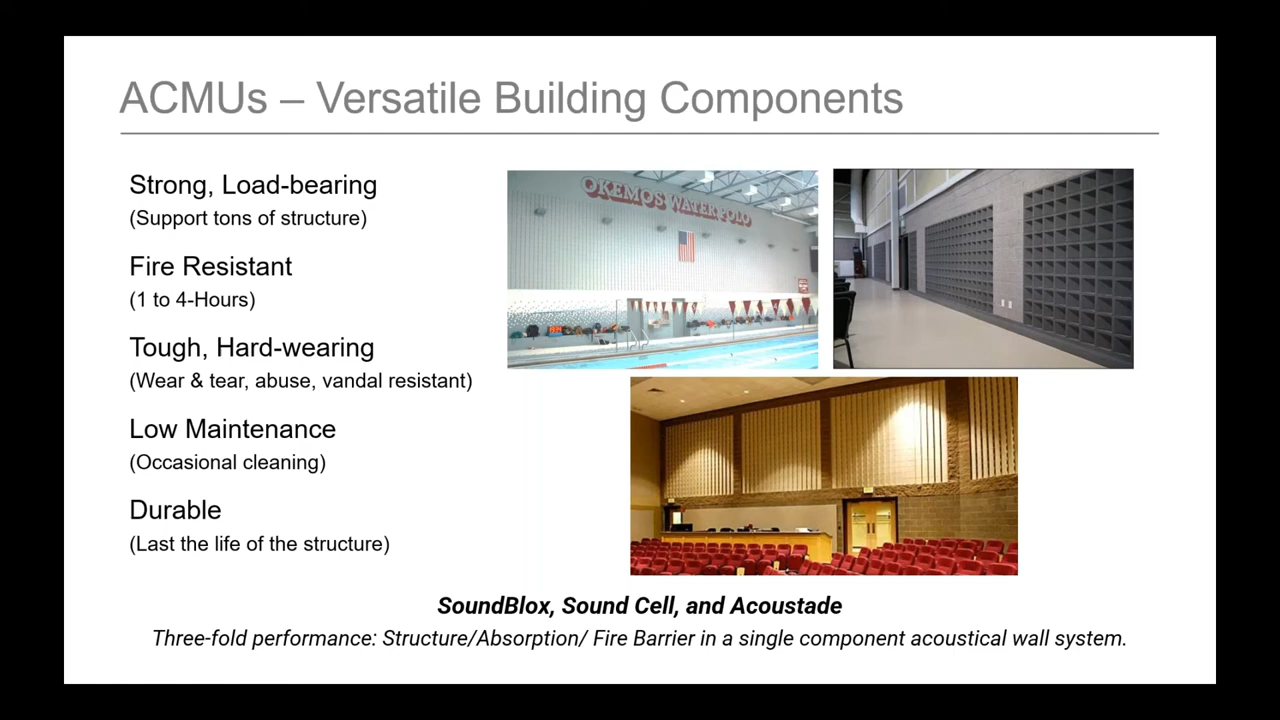 ACMUs – Versatile Building Components
Strong, Load-bearing
(Support tons of structure)
Fire Resistant
(1 to 4-Hours)
Tough, Hard-wearing
(Wear & tear, abuse, vandal resistant)
Low Maintenance
(Occasional cleaning)
Durable
(Last the life of the structure)
OKEMOS WATER POLO
SoundBlox, Sound Cell, and Acoustade
Three-fold performance: Structure/Absorption/ Fire Barrier in a single component acoustical wall system.